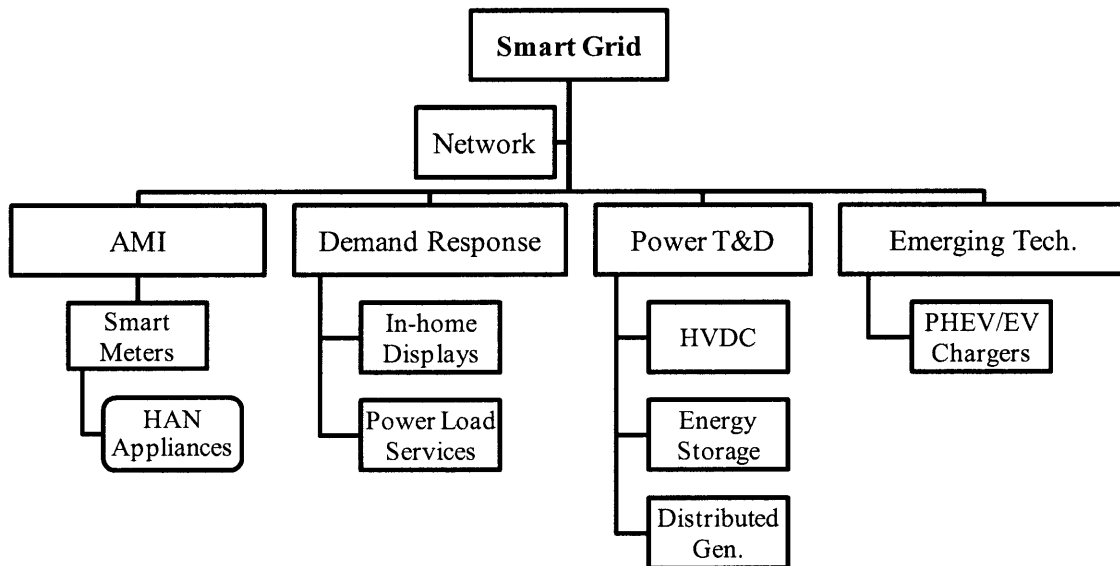 Smart Grid
Network
AMI
Demand Response
Power T&D
Emerging Tech.
Smart
Meters
In-home
Displays
HVDC
PHEV/EV
Chargers
HAN
Appliances
Power Load
Services
Energy
Storage
Distributed
Gen.